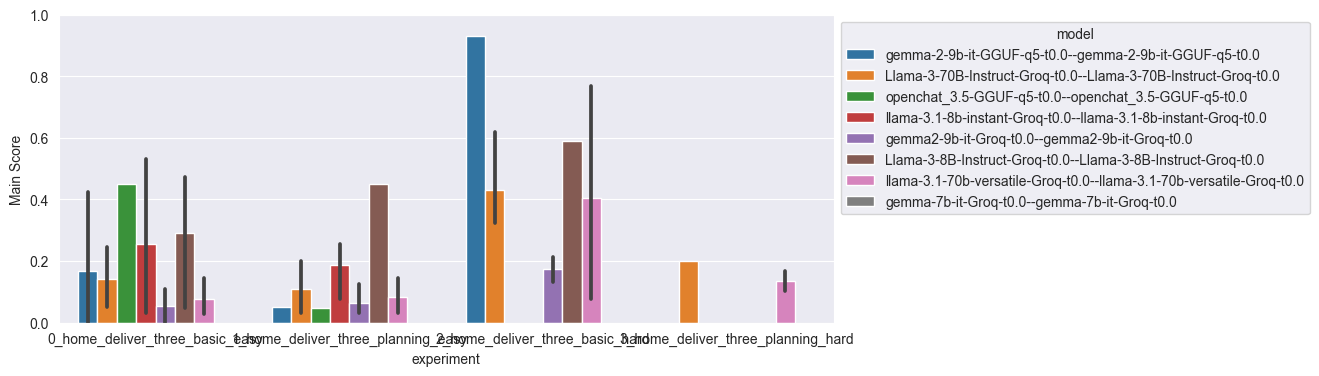 1.0
0.8
0.6
0.4
0.2
0.0
Main Score
0_home_deliver_three_basic_easy
1_home_deliver_three_planning_easy
2_home_deliver_three_basic_hard
3_home_deliver_three_planning_hard
experiment
model
gemma-2-9b-it-GGUF-q5-t0.0--gemma-2-9b-it-GGUF-q5-t0.0
Llama-3-70B-Instruct-Groq-t0.0--Llama-3-70B-Instruct-Groq-t0.0
openchat_3.5-GGUF-q5-t0.0--openchat_3.5-GGUF-q5-t0.0
llama-3.1-8b-instant-Groq-t0.0--llama-3.1-8b-instant-Groq-t0.0
gemma2-9b-it-Groq-t0.0--gemma2-9b-it-Groq-t0.0
Llama-3-8B-Instruct-Groq-t0.0--Llama-3-8B-Instruct-Groq-t0.0
llama-3.1-70b-versatile-Groq-t0.0--llama-3.1-70b-versatile-Groq-t0.0
gemma-7b-it-Groq-t0.0--gemma-7b-it-Groq-t0.0